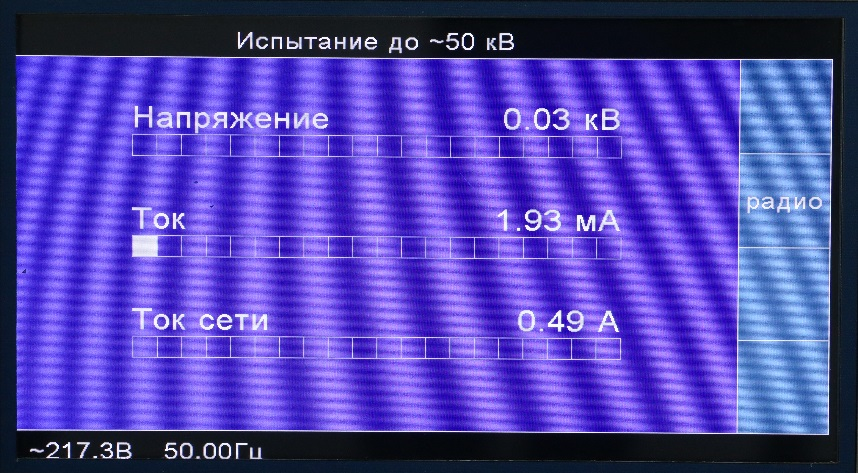 Испытание до ~50 кВ
Напряжение 0.03 кВ
Ток 1.93 мА
радио
Ток сети 0.49 А
~217.3В 50.00Гц